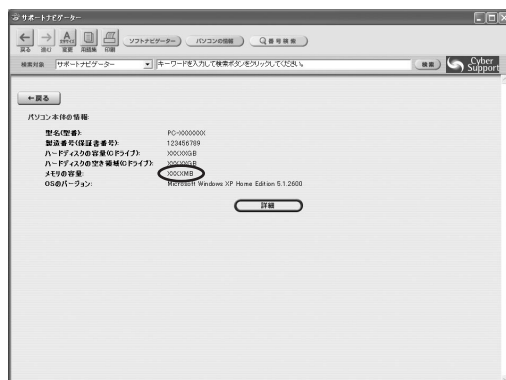 サポートナビゲーター
戻る 進む 変更 用語集 印刷 ソフトナビゲーター パソコンの情報 Q番号検索
検索対象 サポートナビゲーター キーワードを入力して検索ボタンをクリックしてください。 検索 Cyber Support
←戻る
パソコン本体の情報:
型名(型番): PC-XXXXXXX
製造番号(保証書番号): 123456789
ハードディスクの容量(Cドライブ): XXXXXGB
ハードディスクの空き領域(Cドライブ): XXXXXGB
メモリの容量: XXXXMB
OSのバージョン: Microsoft Windows XP Home Edition 5.1.2600
詳細